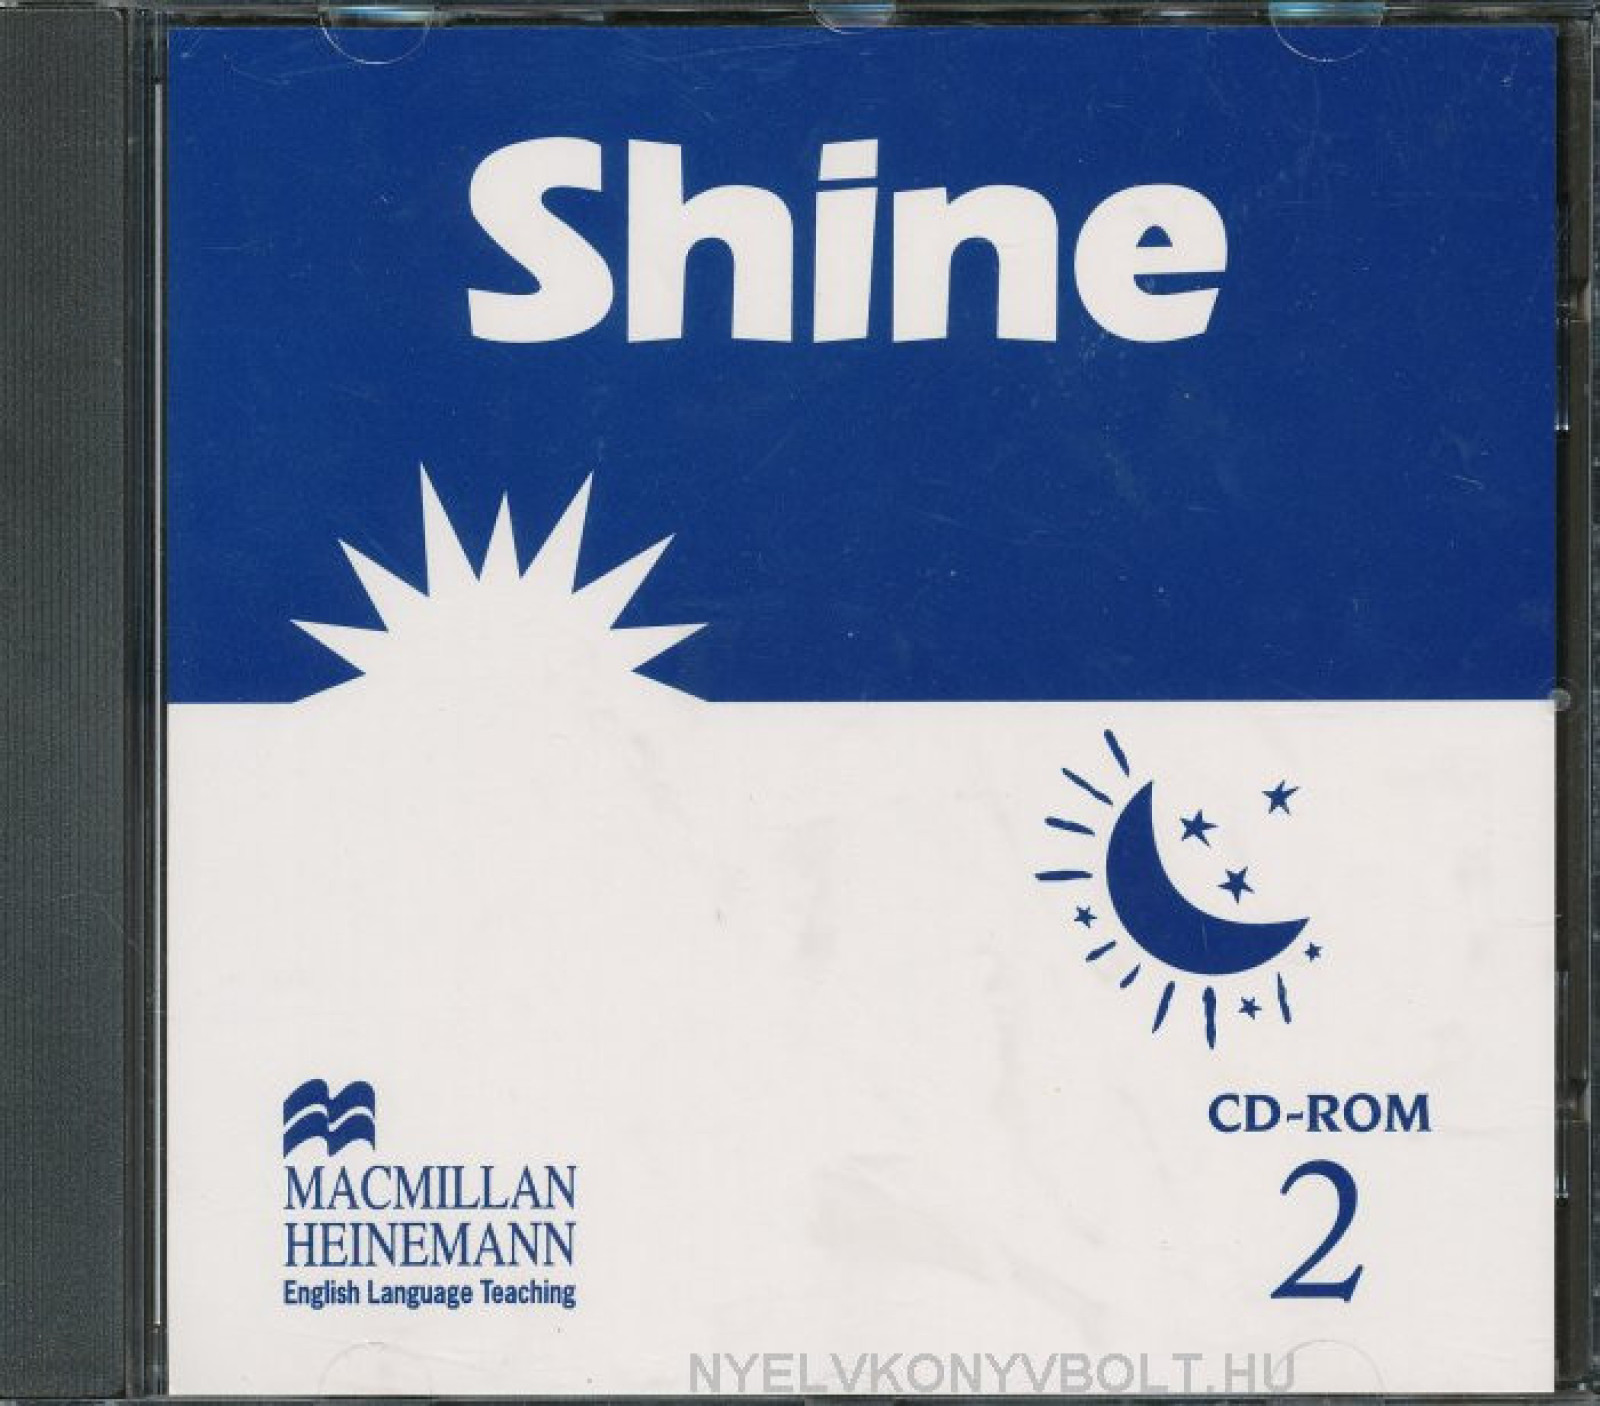 Shine
CD-ROM
2
MACMILLAN
HEINEMANN
English Language Teaching
NYELVKONYVBOLT.HU